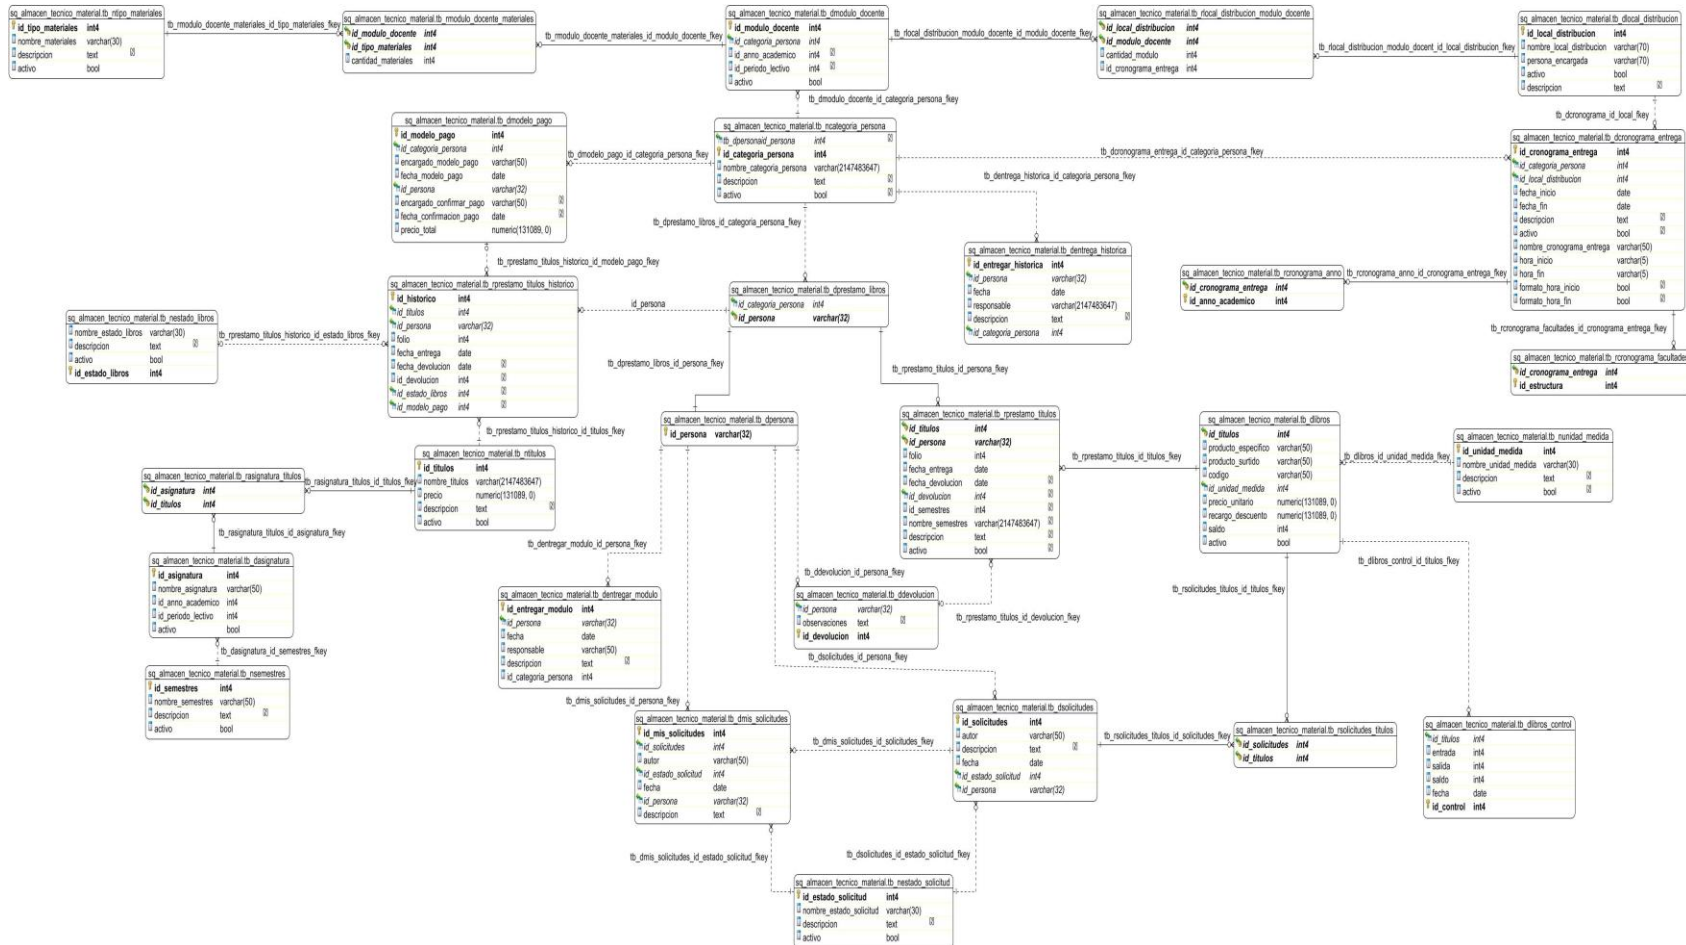 sq_almacen_tecnico_material.tb_ntipo_materiales
id_tipo_materiales int4
nombre_materiales varchar(30)
descripcion text
activo bool
tb_rmodulo_docente_materiales_id_tipo_materiales_fkey
sq_almacen_tecnico_material.tb_rmodulo_docente_materiales
id_modulo_docente int4
id_tipo_materiales int4
cantidad_materiales int4
tb_rmodulo_docente_materiales_id_modulo_docente_fkey
sq_almacen_tecnico_material.tb_dmodulo_docente
id_modulo_docente int4
id_categoria_persona int4
id_anno_academico int4
id_periodo_lectivo int4
activo bool
tb_rlocal_distribucion_modulo_docente_id_modulo_docente_fkey
sq_almacen_tecnico_material.tb_rlocal_distribucion_modulo_docente
id_local_distribucion int4
id_modulo_docente int4
cantidad_modulo int4
id_cronograma_entrega int4
tb_rlocal_distribucion_modulo_docent_id_local_distribucion_fkey
sq_almacen_tecnico_material.tb_dlocal_distribucion
id_local_distribucion int4
nombre_local_distribucion varchar(70)
persona_encargada varchar(70)
activo bool
descripcion text
tb_dmodulo_docente_id_categoria_persona_fkey
tb_dcronograma_id_local_fkey
sq_almacen_tecnico_material.tb_dmodelo_pago
id_modelo_pago int4
id_categoria_persona int4
encargado_modelo_pago varchar(50)
fecha_modelo_pago date
id_persona varchar(32)
encargado_confirmar_pago varchar(50)
fecha_confirmacion_pago date
precio_total numeric(131089, 0)
tb_dmodelo_pago_id_categoria_persona_fkey
sq_almacen_tecnico_material.tb_ncategoria_persona
tb_dpersonaid_persona int4
id_categoria_persona int4
nombre_categoria_persona varchar(2147483647)
descripcion text
activo bool
tb_dcronograma_entrega_id_categoria_persona_fkey
tb_dentrega_historica_id_categoria_persona_fkey
sq_almacen_tecnico_material.tb_dcronograma_entrega
id_cronograma_entrega int4
id_categoria_persona int4
id_local_distribucion int4
fecha_inicio date
fecha_fin date
descripcion text
activo bool
nombre_cronograma_entrega varchar(50)
hora_inicio varchar(5)
hora_fin varchar(5)
formato_hora_inicio bool
formato_hora_fin bool
tb_dprestamo_libros_id_categoria_persona_fkey
sq_almacen_tecnico_material.tb_dentrega_historica
id_entregar_historica int4
id_persona varchar(32)
fecha date
responsable varchar(2147483647)
descripcion text
id_categoria_persona int4
tb_rprestamo_titulos_historico_id_modelo_pago_fkey
sq_almacen_tecnico_material.tb_rcronograma_anno
id_cronograma_entrega int4
id_anno_academico int4
tb_rcronograma_anno_id_cronograma_entrega_fkey
sq_almacen_tecnico_material.tb_rprestamo_titulos_historico
id_historico int4
id_titulos int4
id_persona varchar(32)
folio int4
fecha_entrega date
fecha_devolucion date
id_devolucion int4
id_estado_libros int4
id_modelo_pago int4
id_persona
sq_almacen_tecnico_material.tb_dprestamo_libros
id_categoria_persona int4
id_persona varchar(32)
sq_almacen_tecnico_material.tb_nestado_libros
nombre_estado_libros varchar(30)
descripcion text
activo bool
id_estado_libros int4
tb_rprestamo_titulos_historico_id_estado_libros_fkey
tb_rcronograma_facultades_id_cronograma_entrega_fkey
sq_almacen_tecnico_material.tb_rcronograma_facultades
id_cronograma_entrega int4
id_estructura int4
tb_dprestamo_libros_id_persona_fkey
tb_rprestamo_titulos_id_persona_fkey
sq_almacen_tecnico_material.tb_dpersona
id_persona varchar(32)
sq_almacen_tecnico_material.tb_rprestamo_titulos
id_titulos int4
id_persona varchar(32)
folio int4
fecha_entrega date
fecha_devolucion date
id_devolucion int4
id_semestres int4
nombre_semestres varchar(2147483647)
descripcion text
activo bool
tb_rprestamo_titulos_id_titulos_fkey
sq_almacen_tecnico_material.tb_dlibros
id_titulos int4
producto_especifico varchar(50)
producto_surtido varchar(50)
codigo varchar(50)
id_unidad_medida int4
precio_unitario numeric(131089, 0)
recargo_descuento numeric(131089, 0)
saldo int4
activo bool
tb_dlibros_id_unidad_medida_fkey
sq_almacen_tecnico_material.tb_nunidad_medida
id_unidad_medida int4
nombre_unidad_medida varchar(30)
descripcion text
activo bool
tb_rprestamo_titulos_historico_id_titulos_fkey
sq_almacen_tecnico_material.tb_ntitulos
id_titulos int4
nombre_titulos varchar(2147483647)
precio numeric(131089, 0)
descripcion text
activo bool
sq_almacen_tecnico_material.tb_rasignatura_titulos
id_asignatura int4
id_titulos int4
tb_rasignatura_titulos_id_titulos_fkey
tb_rasignatura_titulos_id_asignatura_fkey
tb_dentregar_modulo_id_persona_fkey
tb_ddevolucion_id_persona_fkey
tb_dlibros_control_id_titulos_fkey
tb_rsolicitudes_titulos_id_titulos_fkey
sq_almacen_tecnico_material.tb_dasignatura
id_asignatura int4
nombre_asignatura varchar(50)
id_anno_academico int4
id_periodo_lectivo int4
activo bool
sq_almacen_tecnico_material.tb_dentregar_modulo
id_entregar_modulo int4
id_persona varchar(32)
fecha date
responsable varchar(50)
descripcion text
id_categoria_persona int4
sq_almacen_tecnico_material.tb_ddevolucion
id_persona varchar(32)
observaciones text
id_devolucion int4
tb_rprestamo_titulos_id_devolucion_fkey
tb_dasignatura_id_semestres_fkey
sq_almacen_tecnico_material.tb_nsemestres
id_semestres int4
nombre_semestres varchar(50)
descripcion text
activo bool
tb_dsolicitudes_id_persona_fkey
tb_dmis_solicitudes_id_persona_fkey
sq_almacen_tecnico_material.tb_dmis_solicitudes
id_mis_solicitudes int4
id_solicitudes int4
autor varchar(50)
id_estado_solicitud int4
fecha date
id_persona varchar(32)
descripcion text
tb_dmis_solicitudes_id_solicitudes_fkey
sq_almacen_tecnico_material.tb_dsolicitudes
id_solicitudes int4
autor varchar(50)
descripcion text
fecha date
id_estado_solicitud int4
id_persona varchar(32)
tb_rsolicitudes_titulos_id_solicitudes_fkey
sq_almacen_tecnico_material.tb_rsolicitudes_titulos
id_solicitudes int4
id_titulos int4
sq_almacen_tecnico_material.tb_dlibros_control
id_titulos int4
entrada int4
salida int4
saldo int4
fecha date
id_control int4
tb_dmis_solicitudes_id_estado_solicitud_fkey
tb_dsolicitudes_id_estado_solicitud_fkey
sq_almacen_tecnico_material.tb_nestado_solicitud
id_estado_solicitud int4
nombre_estado_solicitud varchar(30)
descripcion text
activo bool